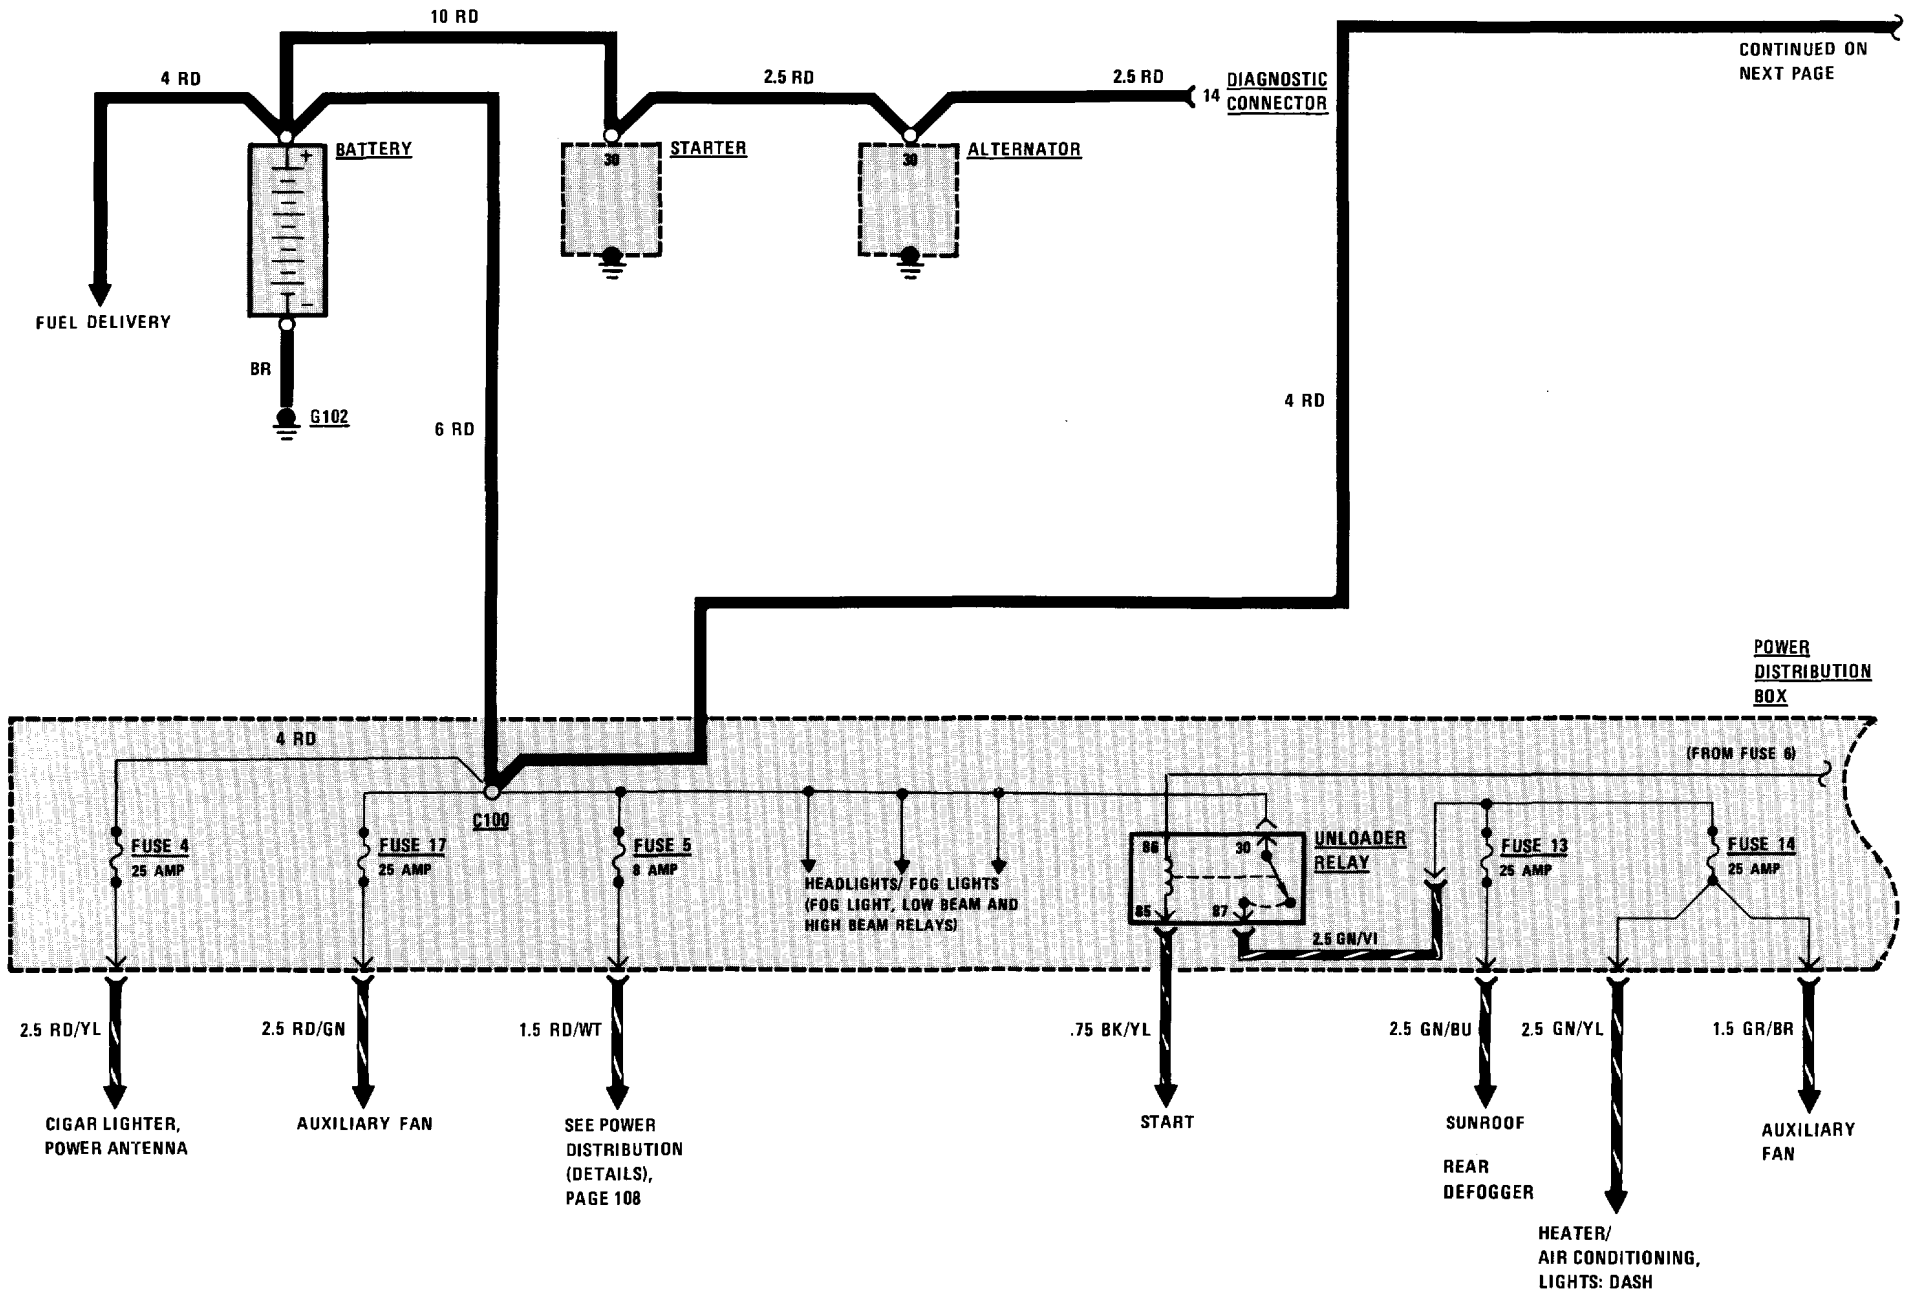 10 RD
CONTINUED ON
NEXT PAGE
4 RD
2.5 RD
2.5 RD
14
DIAGNOSTIC
CONNECTOR
BATTERY
+
30
STARTER
30
ALTERNATOR
−
FUEL DELIVERY
BR
G102
6 RD
4 RD
POWER
DISTRIBUTION
BOX
4 RD
(FROM FUSE 6)
C100
FUSE 4
25 AMP
FUSE 17
25 AMP
FUSE 5
8 AMP
HEADLIGHTS/ FOG LIGHTS
(FOG LIGHT, LOW BEAM AND
HIGH BEAM RELAYS)
86
30
85
87
UNLOADER
RELAY
2.5 GN/VI
FUSE 13
25 AMP
FUSE 14
25 AMP
2.5 RD/YL
2.5 RD/GN
1.5 RD/WT
.75 BK/YL
2.5 GN/BU
2.5 GN/YL
1.5 GR/BR
CIGAR LIGHTER,
POWER ANTENNA
AUXILIARY FAN
SEE POWER
DISTRIBUTION
(DETAILS),
PAGE 108
START
SUNROOF
REAR
DEFOGGER
HEATER/
AIR CONDITIONING,
LIGHTS: DASH
AUXILIARY
FAN